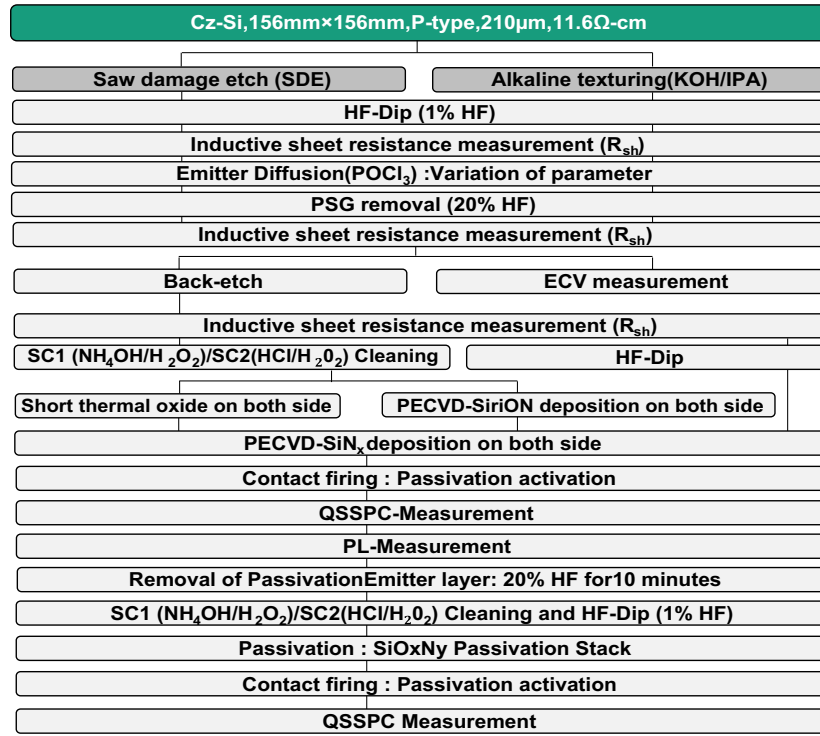 Cz-Si,156mm×156mm,P-type,210µm,11.6Ω-cm
Saw damage etch (SDE)
Alkaline texturing(KOH/IPA)
HF-Dip (1% HF)
Inductive sheet resistance measurement (Rsh)
Emitter Diffusion(POCl3) :Variation of parameter
PSG removal (20% HF)
Inductive sheet resistance measurement (Rsh)
Back-etch
ECV measurement
Inductive sheet resistance measurement (Rsh)
SC1 (NH4OH/H2O2)/SC2(HCl/H202) Cleaning
HF-Dip
Short thermal oxide on both side
PECVD-SiriON deposition on both side
PECVD-SiNx deposition on both side
Contact firing : Passivation activation
QSSPC-Measurement
PL-Measurement
Removal of PassivationEmitter layer: 20% HF for10 minutes
SC1 (NH4OH/H2O2)/SC2(HCl/H202) Cleaning and HF-Dip (1% HF)
Passivation : SiOxNy Passivation Stack
Contact firing : Passivation activation
QSSPC Measurement